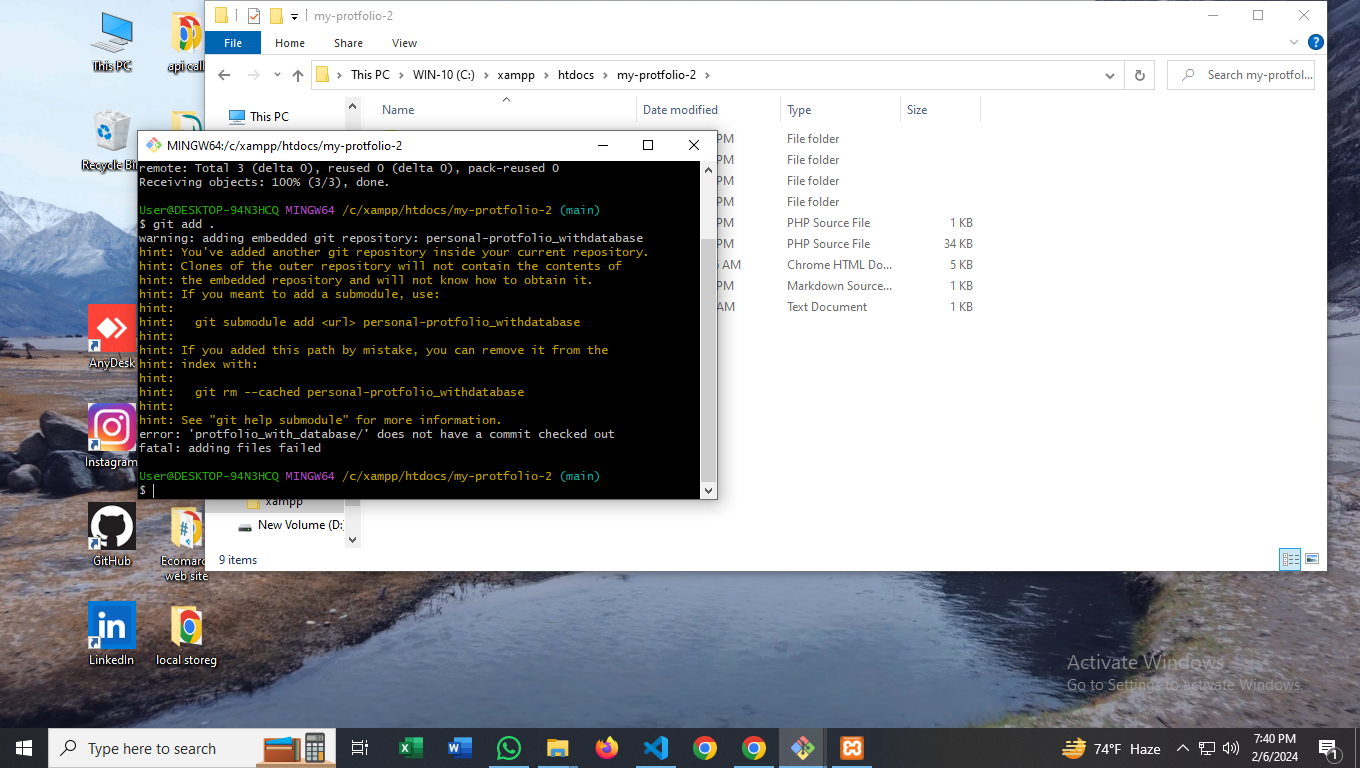 my-protfolio-2
File Home Share View
This PC WIN-10 (C:) xampp htdocs my-protfolio-2
Search my-protfol...
This PC
Name Date modified Type Size
PM File folder
PM File folder
PM File folder
PM File folder
PM PHP Source File 1 KB
PM PHP Source File 34 KB
AM Chrome HTML Do... 5 KB
PM Markdown Source... 1 KB
AM Text Document 1 KB
MINGW64:/c/xampp/htdocs/my-protfolio-2
remote: Total 3 (delta 0), reused 0 (delta 0), pack-reused 0
Receiving objects: 100% (3/3), done.
User@DESKTOP-94N3HCQ MINGW64 /c/xampp/htdocs/my-protfolio-2 (main)
$ git add .
warning: adding embedded git repository: personal-protfolio_withdatabase
hint: You've added another git repository inside your current repository.
hint: Clones of the outer repository will not contain the contents of
hint: the embedded repository and will not know how to obtain it.
hint: If you meant to add a submodule, use:
hint:
hint: git submodule add <url> personal-protfolio_withdatabase
hint:
hint: If you added this path by mistake, you can remove it from the
hint: index with:
hint:
hint: git rm --cached personal-protfolio_withdatabase
hint:
hint: See "git help submodule" for more information.
error: 'protfolio_with_database/' does not have a commit checked out
fatal: adding files failed
User@DESKTOP-94N3HCQ MINGW64 /c/xampp/htdocs/my-protfolio-2 (main)
$
xampp
New Volume (D:
9 items
This PC
api call
Recycle Bin
AnyDesk
Instagram
GitHub
Ecomarc
web site
LinkedIn
local storeg
Activate Windows
Go to Settings to activate Windows.
Type here to search
74°F Haze
7:40 PM
2/6/2024
1